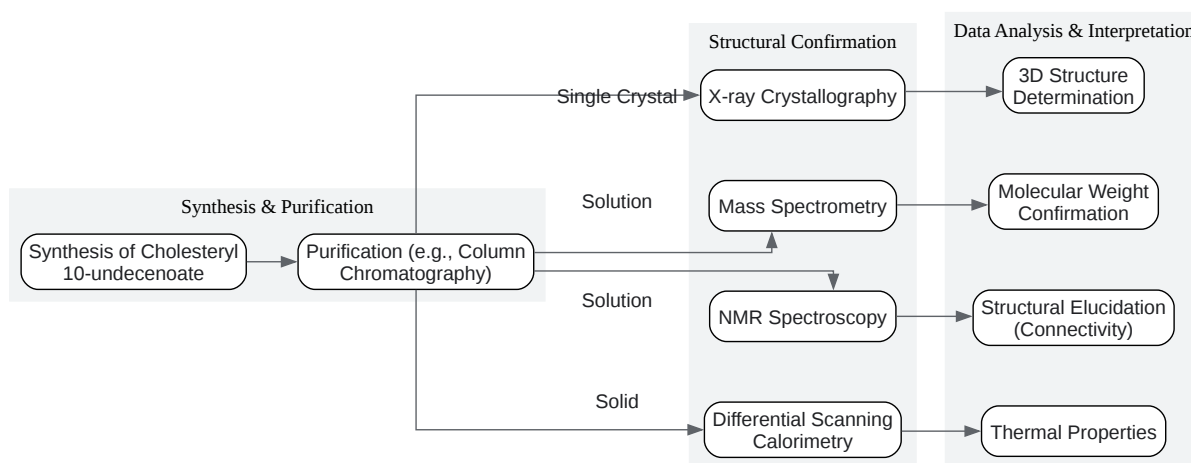 Synthesis & Purification
Synthesis of Cholesteryl
10-undecenoate
Purification (e.g., Column
Chromatography)
Single Crystal
Solution
Solution
Solid
Structural Confirmation
X-ray Crystallography
Mass Spectrometry
NMR Spectroscopy
Differential Scanning
Calorimetry
Data Analysis & Interpretation
3D Structure
Determination
Molecular Weight
Confirmation
Structural Elucidation
(Connectivity)
Thermal Properties